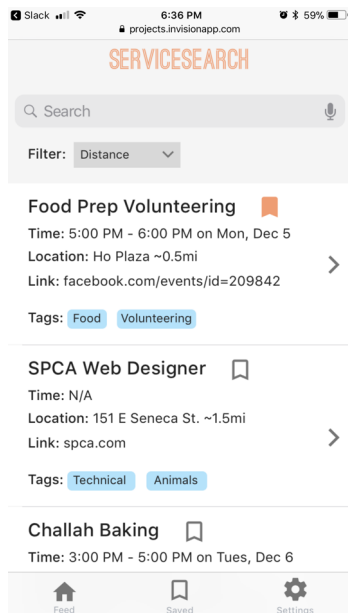 Slack 6:36 PM 59%
projects.invisionapp.com
SERVICESEARCH
Search
Filter: Distance
Food Prep Volunteering
Time: 5:00 PM - 6:00 PM on Mon, Dec 5
Location: Ho Plaza ~0.5mi
Link: facebook.com/events/id=209842
Tags: Food Volunteering
SPCA Web Designer
Time: N/A
Location: 151 E Seneca St. ~1.5mi
Link: spca.com
Tags: Technical Animals
Challah Baking
Time: 3:00 PM - 5:00 PM on Tues, Dec 6
Feed Saved Settings